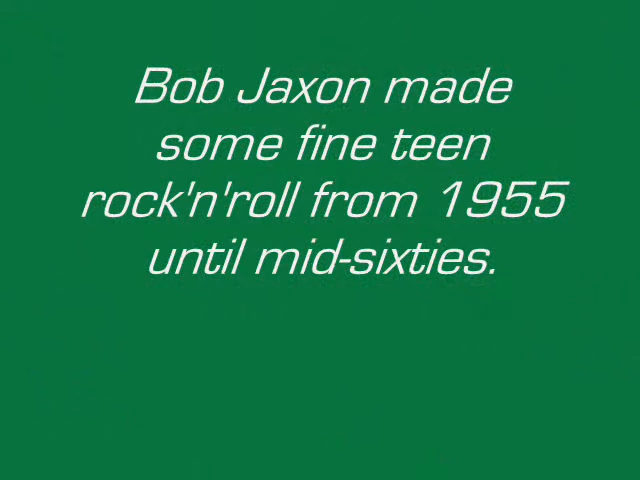 Bob Jaxon made
some fine teen
rock'n'roll from 1955
until mid-sixties.